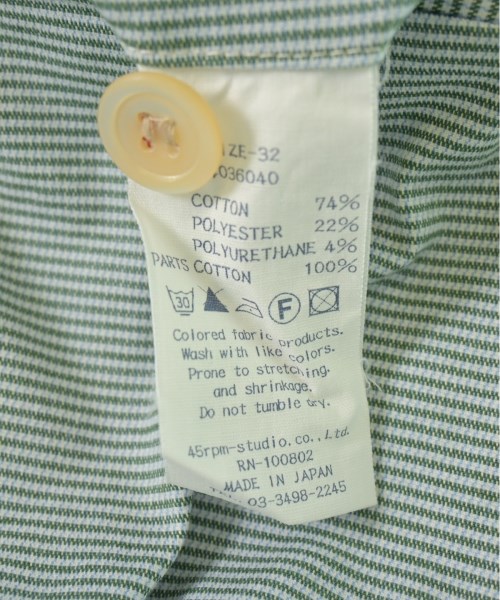 IZE-32
036040
COTTON 74%
POLYESTER 22%
POLYURETHANE 4%
PARTS COTTON 100%
30 F
Colored fabric products.
Wash with like colors.
Prone to stretching.
and shrinkage,
Do not tumble dry.
45rpm-studio.co.,Ltd.
RN-100802
MADE IN JAPAN
TEL 03-3498-2245